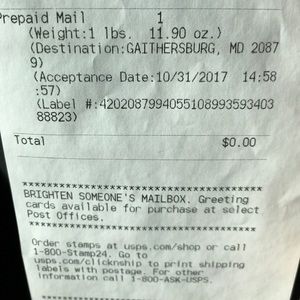 Prepaid Mail 1
(Weight:1 lbs. 11.90 oz.)
(Destination:GAITHERSBURG, MD 2087
9)
(Acceptance Date:10/31/2017 14:58
:57)
(Label #:4202087994055108993593403
88823)
Total $0.00
****************************************
BRIGHTEN SOMEONE'S MAILBOX. Greeting
cards available for purchase at select
Post Offices.
****************************************
Order stamps at usps.com/shop or call
1-800-Stamp24. Go to
usps.com/clicknship to print shipping
labels with postage. For other
information call 1-800-ASK-USPS.